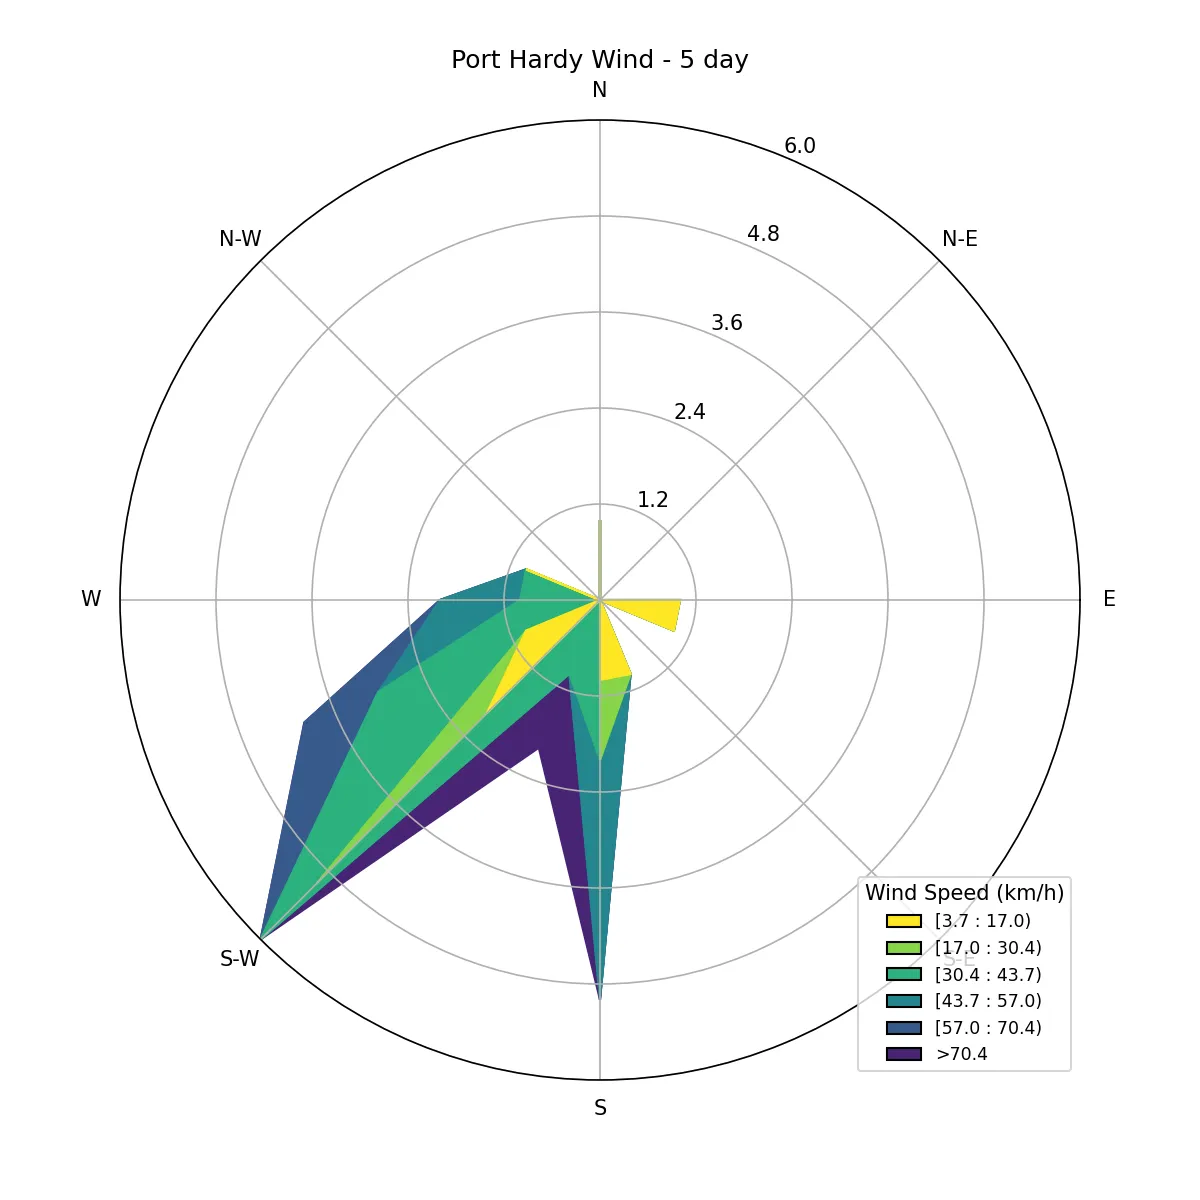 Port Hardy Wind - 5 day
N
6.0
N-W
N-E
4.8
3.6
2.4
1.2
W
E
S-W
S-E
S
Wind Speed (km/h)
[3.7 : 17.0)
[17.0 : 30.4)
[30.4 : 43.7)
[43.7 : 57.0)
[57.0 : 70.4)
>70.4